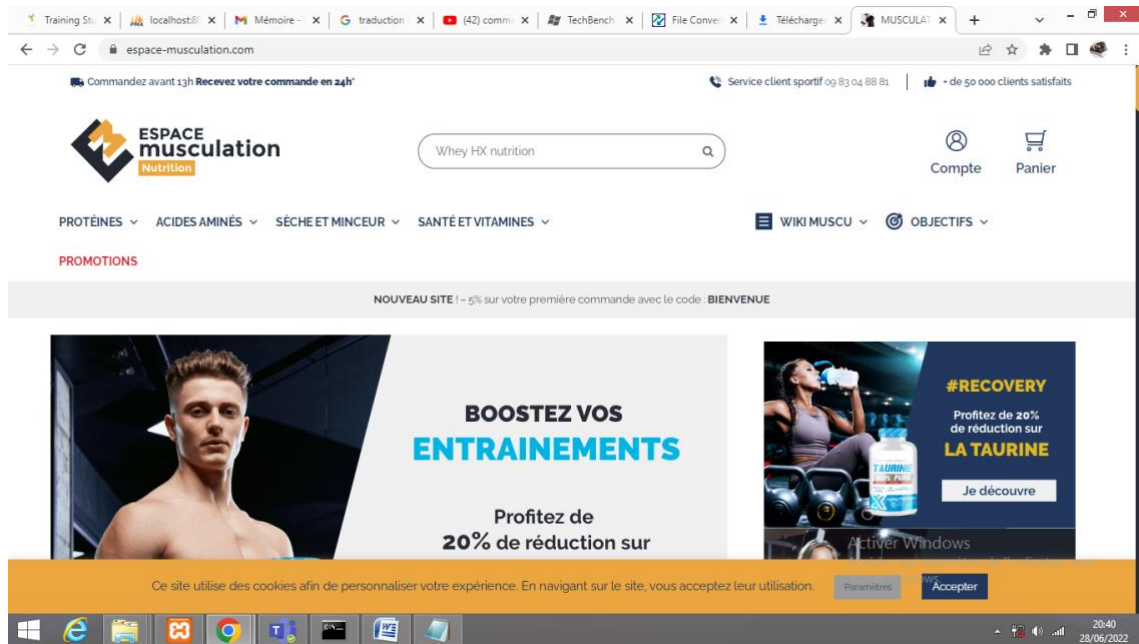 Training Stu
localhost:8
Mémoire -
traduction
(42) comm
TechBench
File Conver
Télécharge
MUSCULAT
espace-musculation.com
Commandez avant 13h Recevez votre commande en 24h*
Service client sportif 09 83 04 88 81
+ de 50 000 clients satisfaits
ESPACE
musculation
Nutrition
Whey HX nutrition
Compte
Panier
PROTÉINES
ACIDES AMINÉS
SÈCHE ET MINCEUR
SANTÉ ET VITAMINES
WIKI MUSCU
OBJECTIFS
PROMOTIONS
NOUVEAU SITE ! – 5% sur votre première commande avec le code : BIENVENUE
BOOSTEZ VOS
ENTRAINEMENTS
Profitez de
20% de réduction sur
#RECOVERY
Profitez de 20%
de réduction sur
LA TAURINE
Je découvre
TAURINE
Activer Windows
Ce site utilise des cookies afin de personnaliser votre expérience. En navigant sur le site, vous acceptez leur utilisation.
Paramètres
Accepter
20:40
28/06/2022